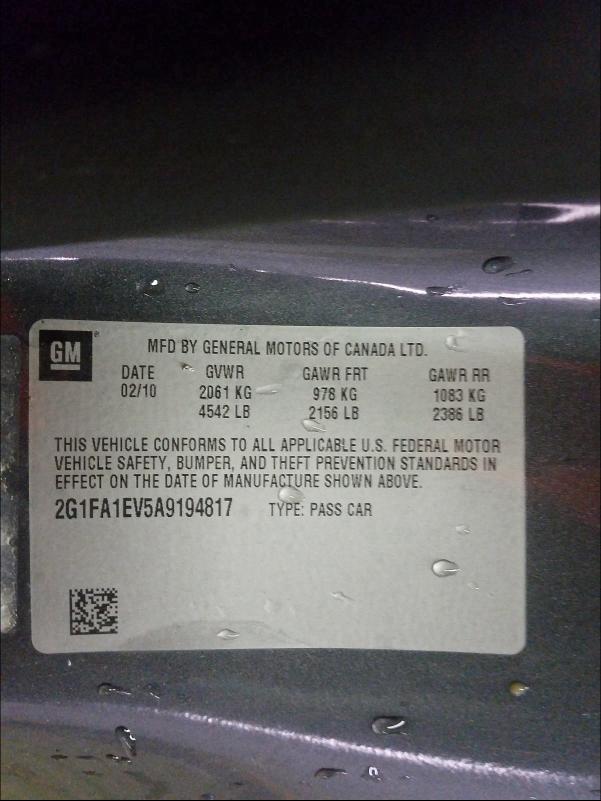 GM
MFD BY GENERAL MOTORS OF CANADA LTD.
DATE GVWR GAWR FRT GAWR RR
02/10 2061 KG 978 KG 1083 KG
4542 LB 2156 LB 2386 LB
THIS VEHICLE CONFORMS TO ALL APPLICABLE U.S. FEDERAL MOTOR
VEHICLE SAFETY, BUMPER, AND THEFT PREVENTION STANDARDS IN
EFFECT ON THE DATE OF MANUFACTURE SHOWN ABOVE.
2G1FA1EV5A9194817 TYPE: PASS CAR